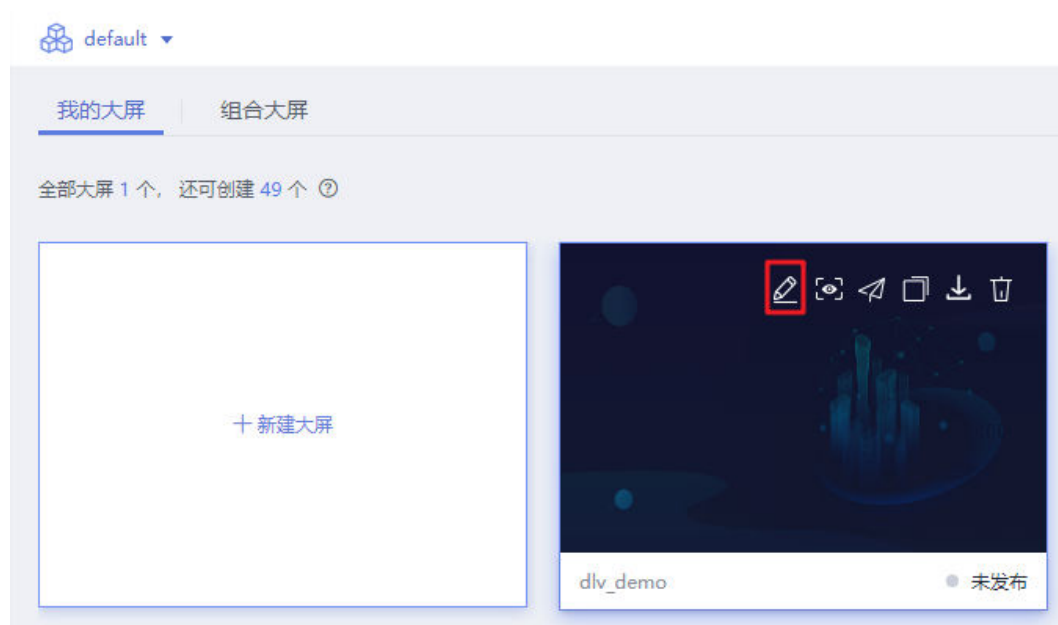 default
我的大屏 组合大屏
全部大屏 1 个, 还可创建 49 个 ?
+ 新建大屏
dlv_demo 未发布